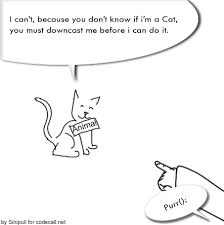 I can't, because you don't know if i'm a Cat,
you must downcast me before i can do it.
Animal
Purr();
by Sinipull for codecall.net